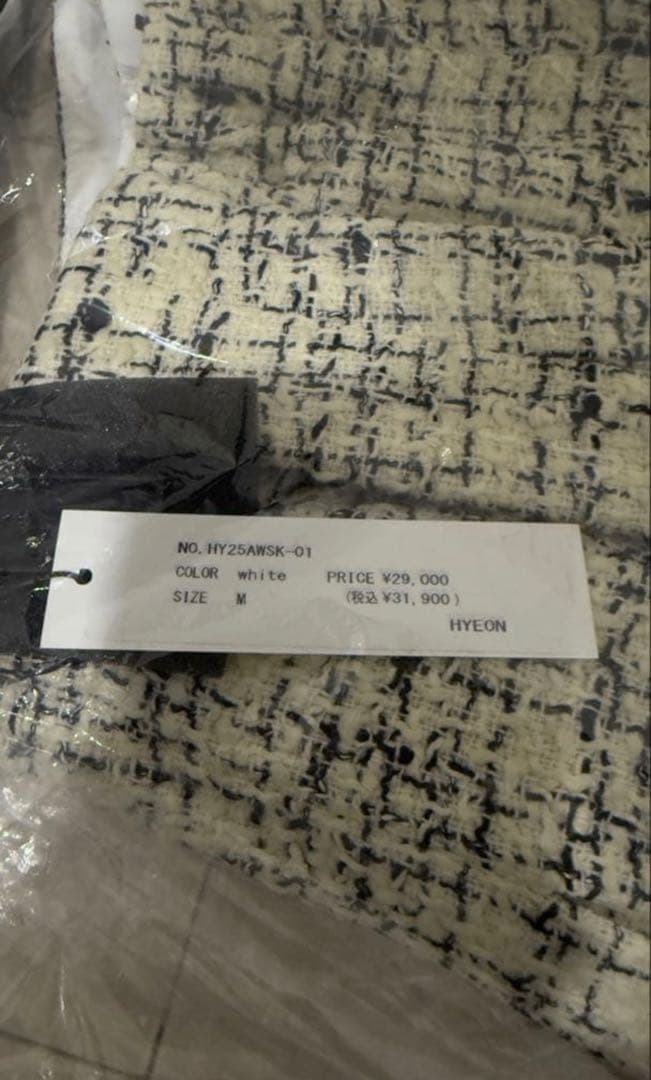 NO. HY25AWSK-01
COLOR white PRICE ¥29,000
SIZE M (税込 ¥31,900)
HYEON